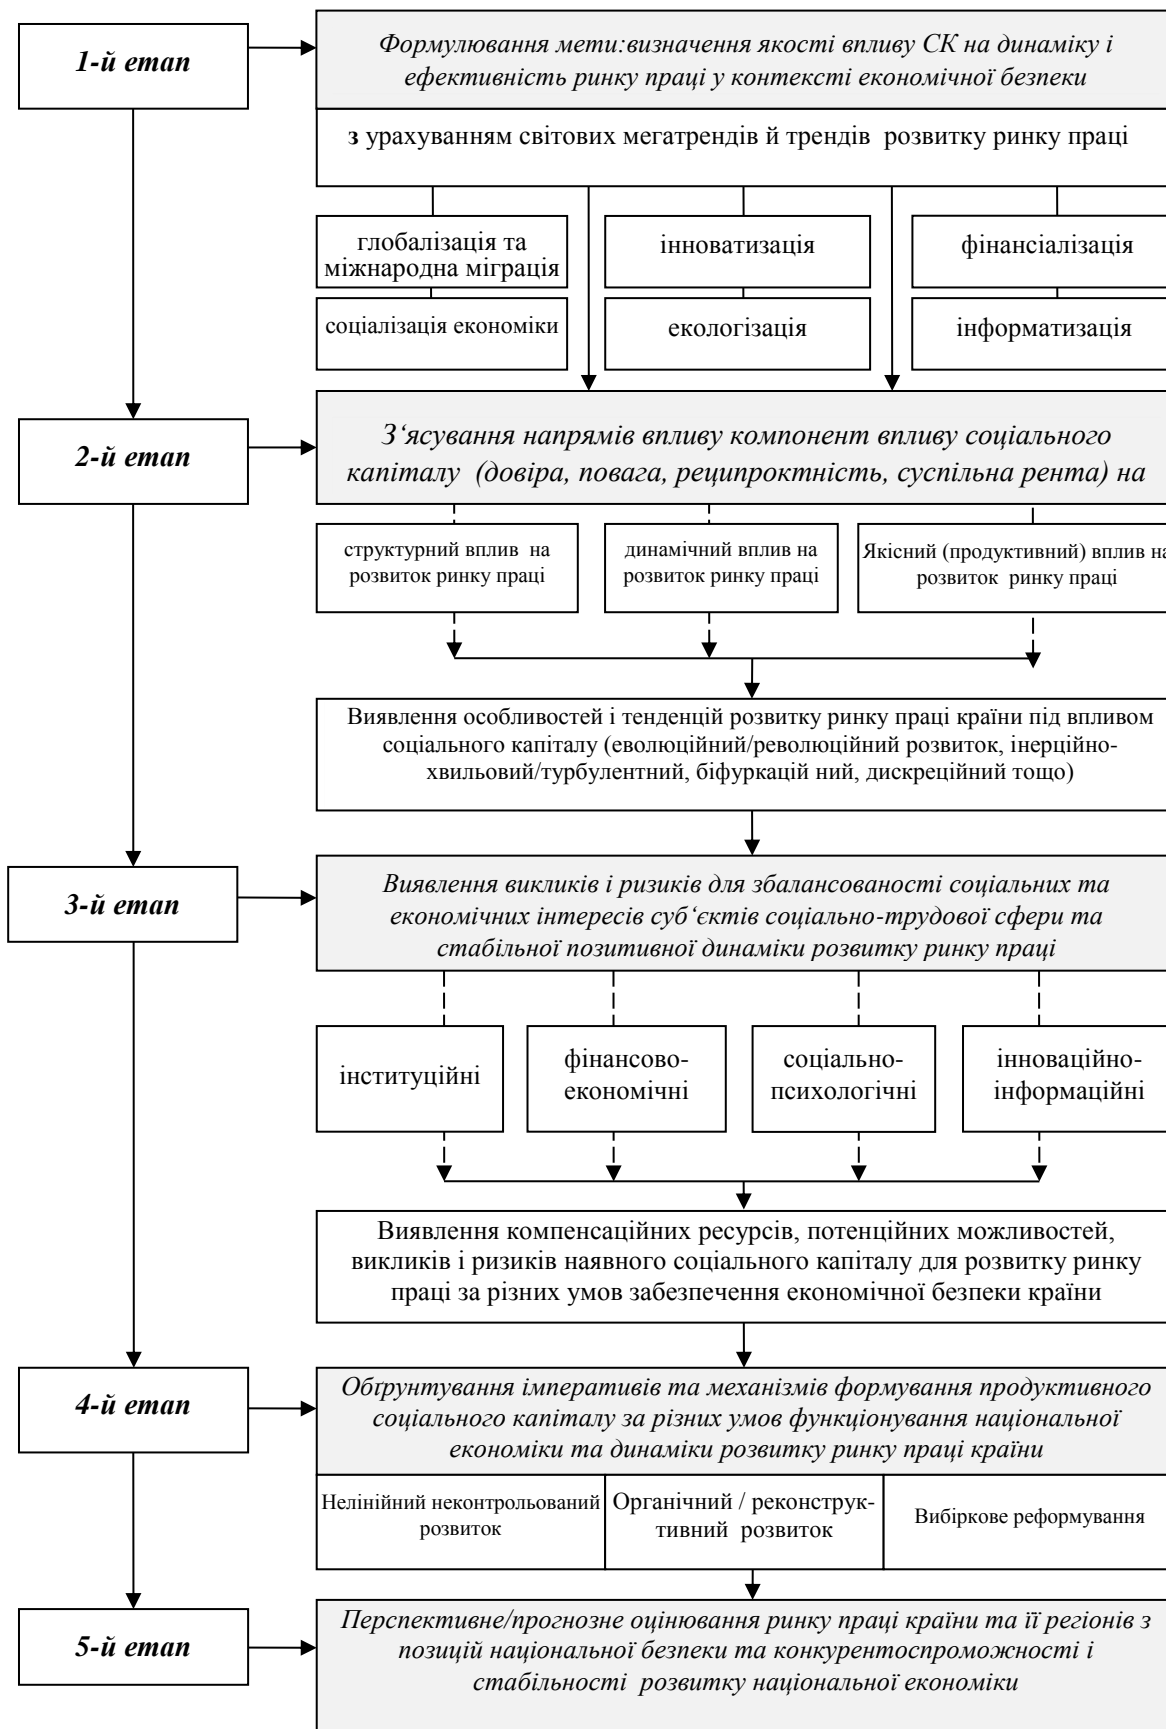 1-й етап
Формулювання мети:визначення якості впливу СК на динаміку і
ефективність ринку праці у контексті економічної безпеки
з урахуванням світових мегатрендів й трендів розвитку ринку праці
глобалізація та
міжнародна міграція
інноватизація
фінансіалізація
соціалізація економіки
екологізація
інформатизація
2-й етап
З‘ясування напрямів впливу компонент впливу соціального
капіталу (довіра, повага, реципроктність, суспільна рента) на
структурний вплив на
розвиток ринку праці
динамічний вплив на
розвиток ринку праці
Якісний (продуктивний) вплив на
розвиток ринку праці
Виявлення особливостей і тенденцій розвитку ринку праці країни під впливом
соціального капіталу (еволюційний/революційний розвиток, інерційно-
хвильовий/турбулентний, біфуркацій ний, дискреційний тощо)
3-й етап
Виявлення викликів і ризиків для збалансованості соціальних та
економічних інтересів суб‘єктів соціально-трудової сфери та
стабільної позитивної динаміки розвитку ринку праці
інституційні
фінансово-
економічні
соціально-
психологічні
інноваційно-
інформаційні
Виявлення компенсаційних ресурсів, потенційних можливостей,
викликів і ризиків наявного соціального капіталу для розвитку ринку
праці за різних умов забезпечення економічної безпеки країни
4-й етап
Обґрунтування імперативів та механізмів формування продуктивного
соціального капіталу за різних умов функціонування національної
економіки та динаміки розвитку ринку праці країни
Нелінійний неконтрольований
розвиток
Органічний / реконструк-
тивний розвиток
Вибіркове реформування
5-й етап
Перспективне/прогнозне оцінювання ринку праці країни та її регіонів з
позицій національної безпеки та конкурентоспроможності і
стабільності розвитку національної економіки